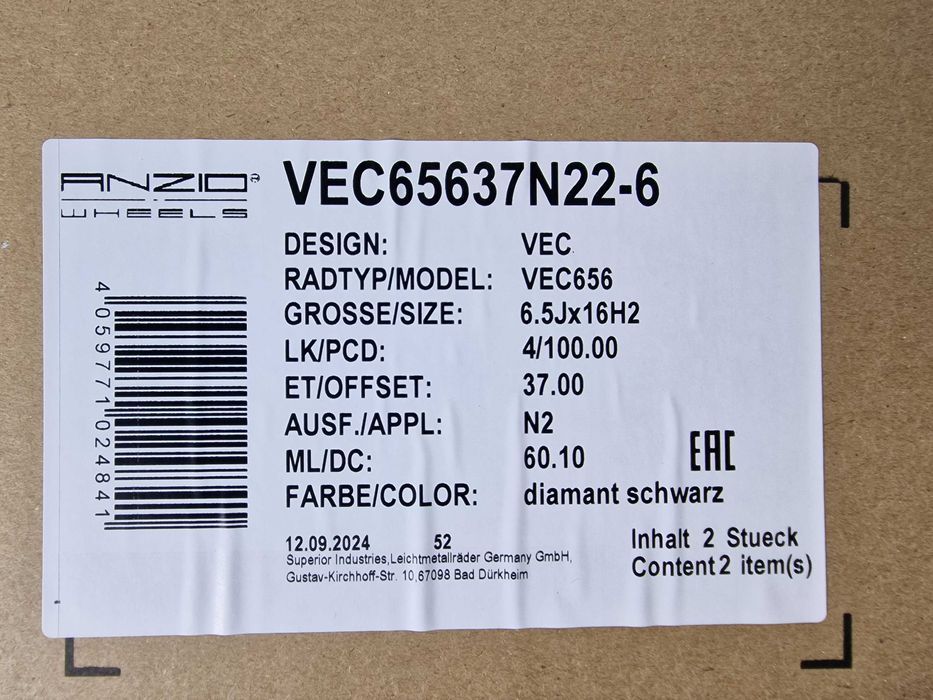 ANZIO®
WHEELS
VEC65637N22-6
DESIGN: VEC
RADTYP/MODEL: VEC656
GROSSE/SIZE: 6.5Jx16H2
LK/PCD: 4/100.00
ET/OFFSET: 37.00
AUSF./APPL: N2
ML/DC: 60.10
FARBE/COLOR: diamant schwarz
EAC
4059771024841
12.09.2024 52
Superior Industries,Leichtmetallräder Germany GmbH,
Gustav-Kirchhoff-Str. 10,67098 Bad Dürkheim
Inhalt 2 Stueck
Content 2 item(s)